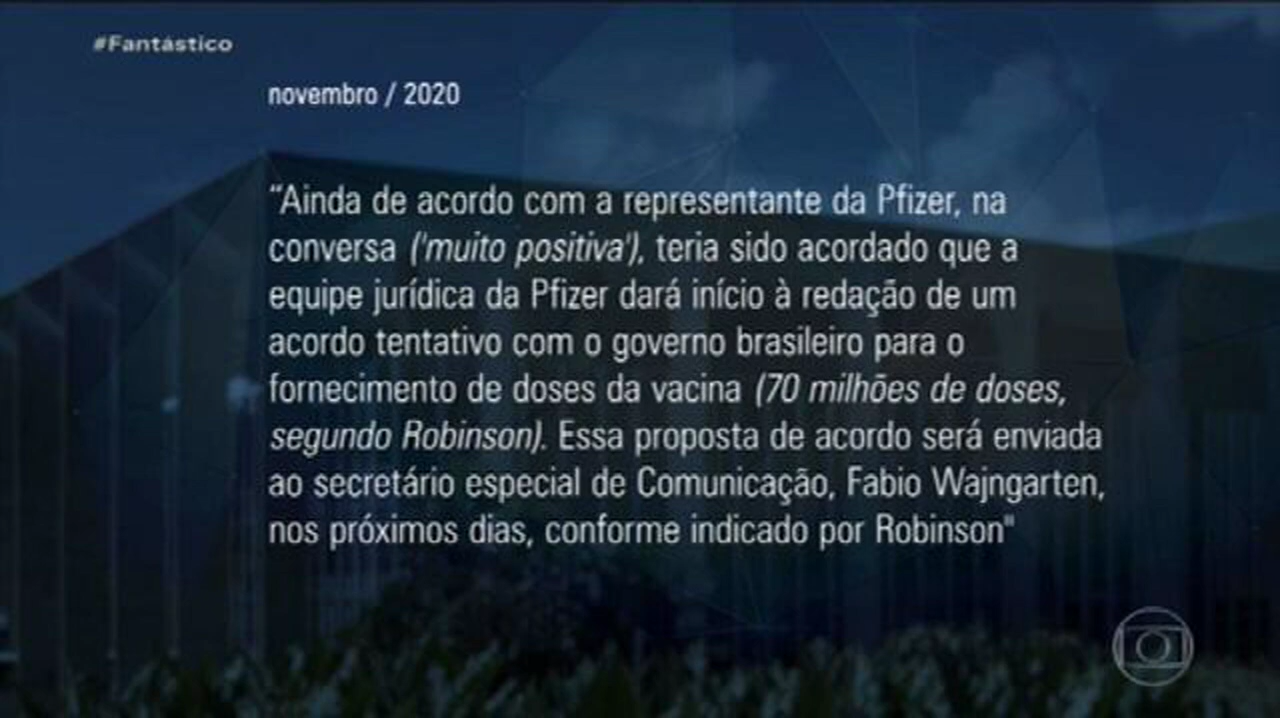 #Fantástico
novembro / 2020
“Ainda de acordo com a representante da Pfizer, na
conversa ('muito positiva'), teria sido acordado que a
equipe jurídica da Pfizer dará início à redação de um
acordo tentativo com o governo brasileiro para o
fornecimento de doses da vacina (70 milhões de doses,
segundo Robinson). Essa proposta de acordo será enviada
ao secretário especial de Comunicação, Fabio Wajngarten,
nos próximos dias, conforme indicado por Robinson"